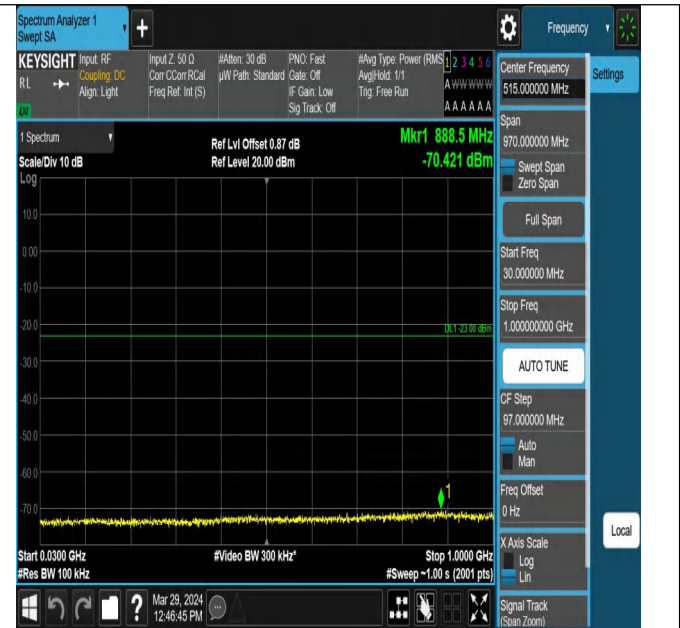 Spectrum Analyzer 1
Swept SA
+
Frequency
KEYSIGHT
RL
Input: RF
Coupling: DC
Align: Light
Input Z: 50 Ω
Corr CCorr RCal
Freq Ref: Int (S)
#Atten: 30 dB
µW Path: Standard
PNO: Fast
Gate: Off
IF Gain: Low
Sig Track: Off
#Avg Type: Power (RMS
Avg|Hold: 1/1
Trig: Free Run
1 2 3 4 5 6
A W W W W W
A A A A A A
1 Spectrum
Scale/Div 10 dB
Log
Ref Lvl Offset 0.87 dB
Ref Level 20.00 dBm
Mkr1 888.5 MHz
-70.421 dBm
10.0
0.00
-10.0
-20.0
-30.0
-40.0
-50.0
-60.0
-70.0
DL1 -23.00 dBm
1
Start 0.0300 GHz
#Res BW 100 kHz
#Video BW 300 kHz*
Stop 1.0000 GHz
#Sweep ~1.00 s (2001 pts)
?
Mar 29, 2024
12:46:45 PM
Center Frequency
515.000000 MHz
Settings
Span
970.000000 MHz
Swept Span
Zero Span
Full Span
Start Freq
30.000000 MHz
Stop Freq
1.000000000 GHz
AUTO TUNE
CF Step
97.000000 MHz
Auto
Man
Freq Offset
0 Hz
X Axis Scale
Log
Lin
Local
Signal Track
(Span Zoom)